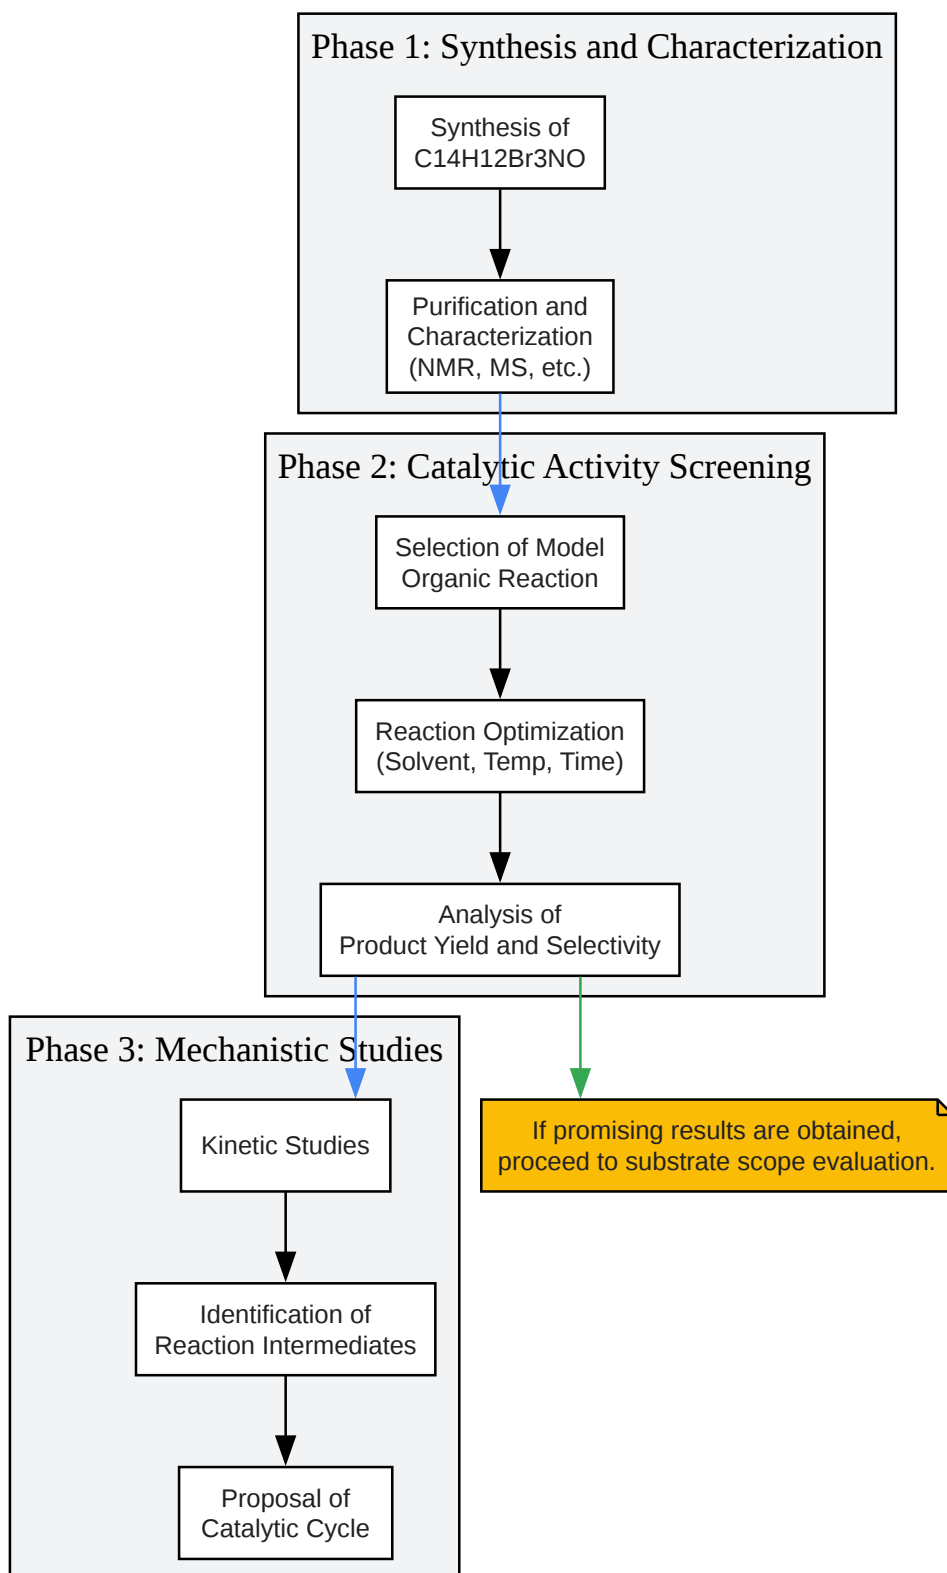 Phase 1: Synthesis and Characterization
Synthesis of
C14H12Br3NO
Purification and
Characterization
(NMR, MS, etc.)
Phase 2: Catalytic Activity Screening
Selection of Model
Organic Reaction
Reaction Optimization
(Solvent, Temp, Time)
Analysis of
Product Yield and Selectivity
Phase 3: Mechanistic Studies
Kinetic Studies
If promising results are obtained,
proceed to substrate scope evaluation.
Identification of
Reaction Intermediates
Proposal of
Catalytic Cycle